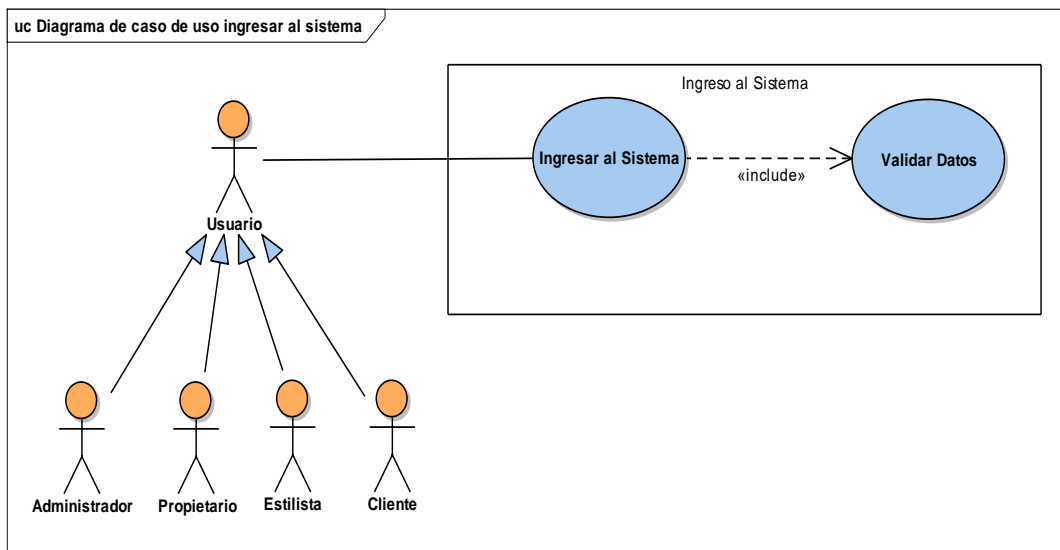 uc Diagrama de caso de uso ingresar al sistema
Ingreso al Sistema
Ingresar al Sistema
«include»
Validar Datos
Usuario
Administrador
Propietario
Estilista
Cliente